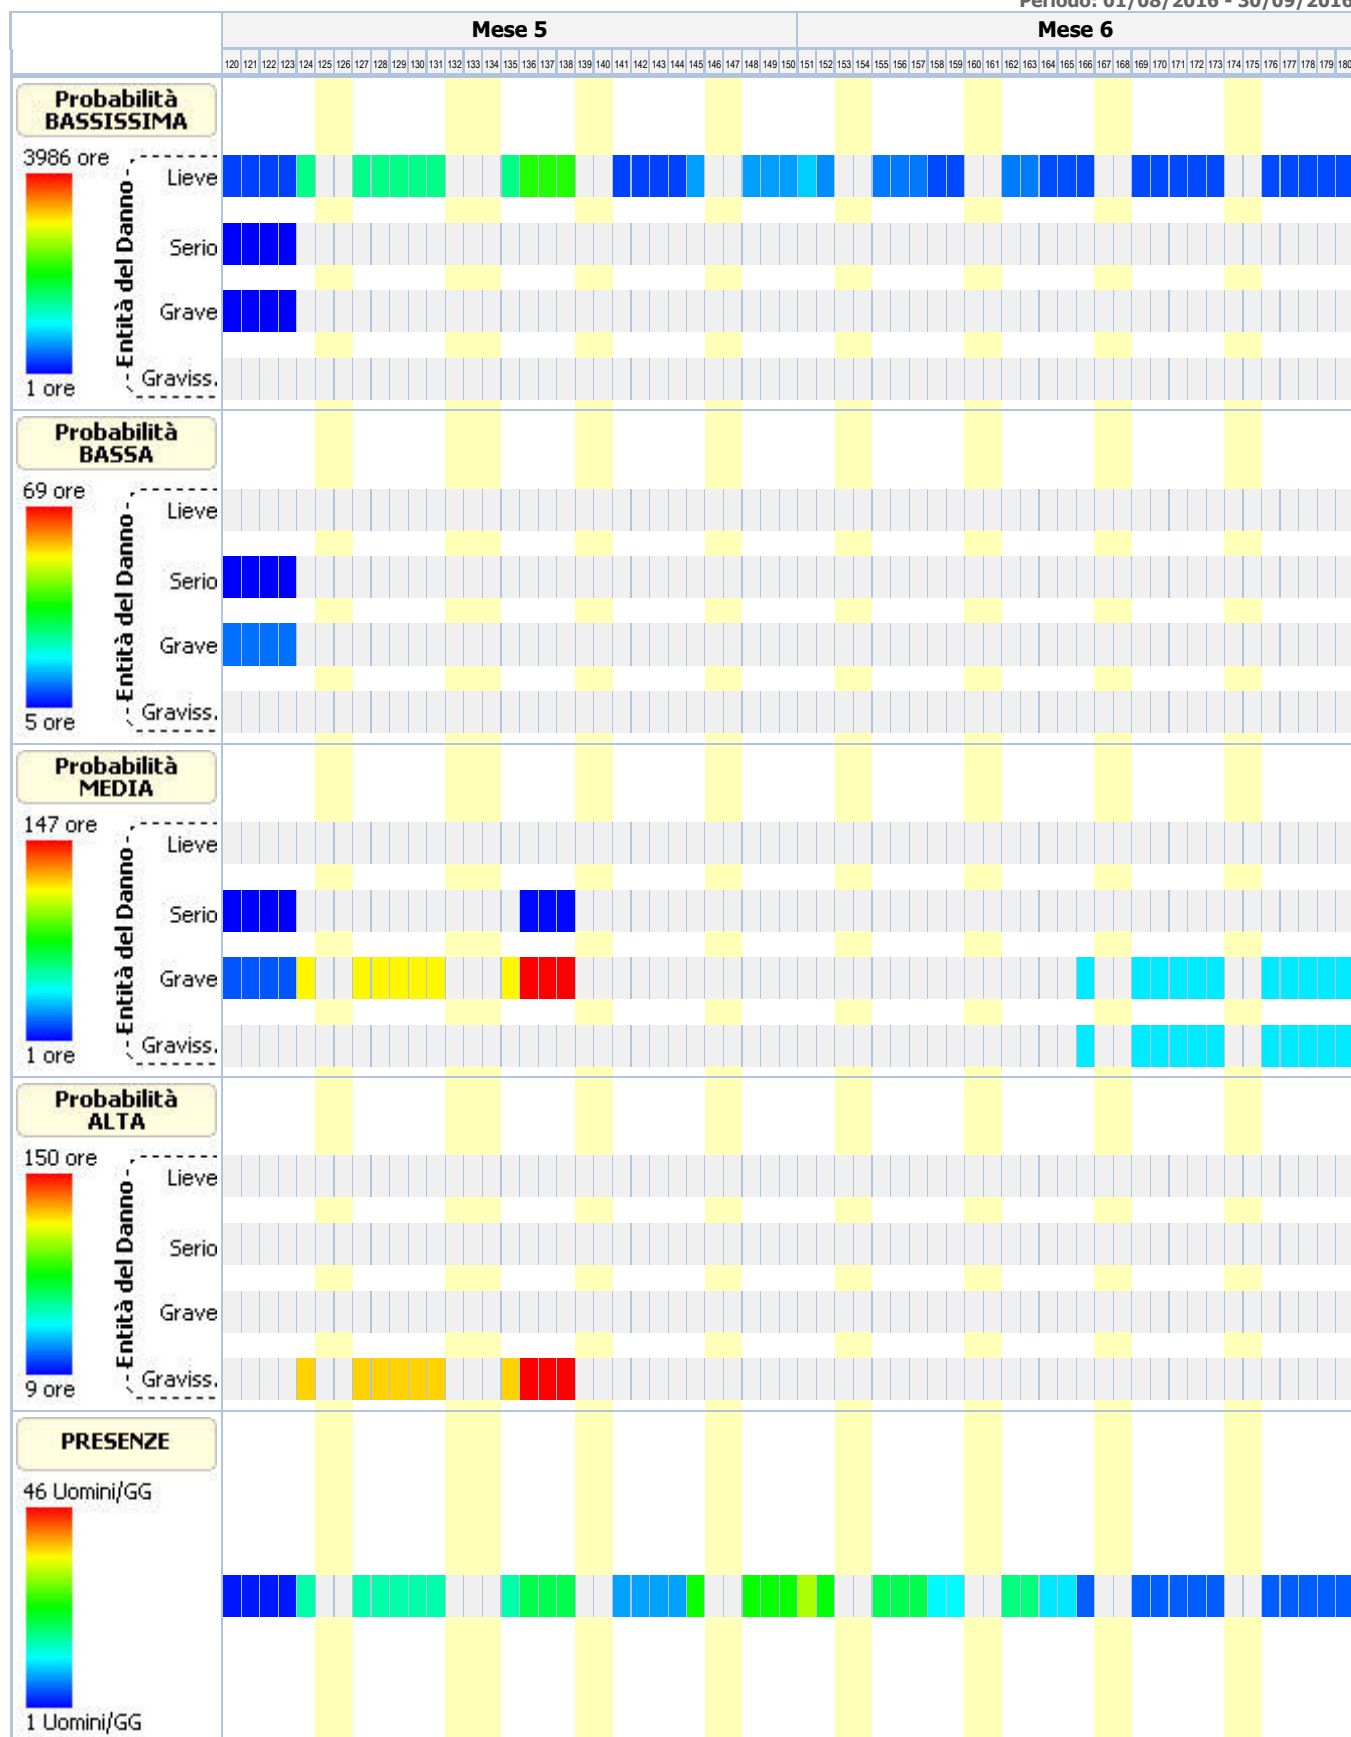 Periodo: 01/08/2016 - 30/09/2016
Mese 5 Mese 6
120 121 122 123 124 125 126 127 128 129 130 131 132 133 134 135 136 137 138 139 140 141 142 143 144 145 146 147 148 149 150 151 152 153 154 155 156 157 158 159 160 161 162 163 164 165 166 167 168 169 170 171 172 173 174 175 176 177 178 179 180
Probabilità
BASSISSIMA
3986 ore
Entità del Danno
Lieve
Serio
Grave
Graviss.
1 ore
Probabilità
BASSA
69 ore
Entità del Danno
Lieve
Serio
Grave
Graviss.
5 ore
Probabilità
MEDIA
147 ore
Entità del Danno
Lieve
Serio
Grave
Graviss.
1 ore
Probabilità
ALTA
150 ore
Entità del Danno
Lieve
Serio
Grave
Graviss.
9 ore
PRESENZE
46 Uomini/GG
1 Uomini/GG